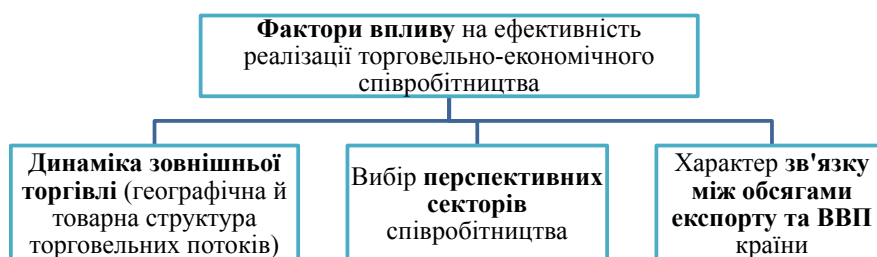 Фактори впливу на ефективність
реалізації торговельно-економічного
співробітництва
Динаміка зовнішньої
торгівлі (географічна й
товарна структура
торговельних потоків)
Вибір перспективних
секторів
співробітництва
Характер зв'язку
між обсягами
експорту та ВВП
країни